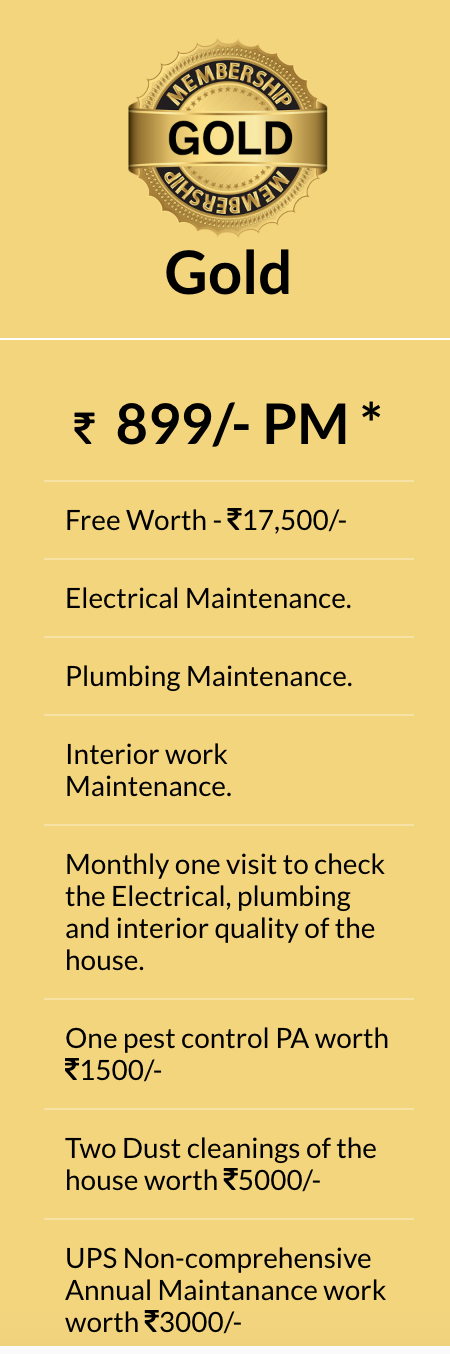 MEMBERSHIP
GOLD
MEMBERSHIP
Gold
₹ 899/- PM *
Free Worth - ₹17,500/-
Electrical Maintenance.
Plumbing Maintenance.
Interior work
Maintenance.
Monthly one visit to check
the Electrical, plumbing
and interior quality of the
house.
One pest control PA worth
₹1500/-
Two Dust cleanings of the
house worth ₹5000/-
UPS Non-comprehensive
Annual Maintanance work
worth ₹3000/-